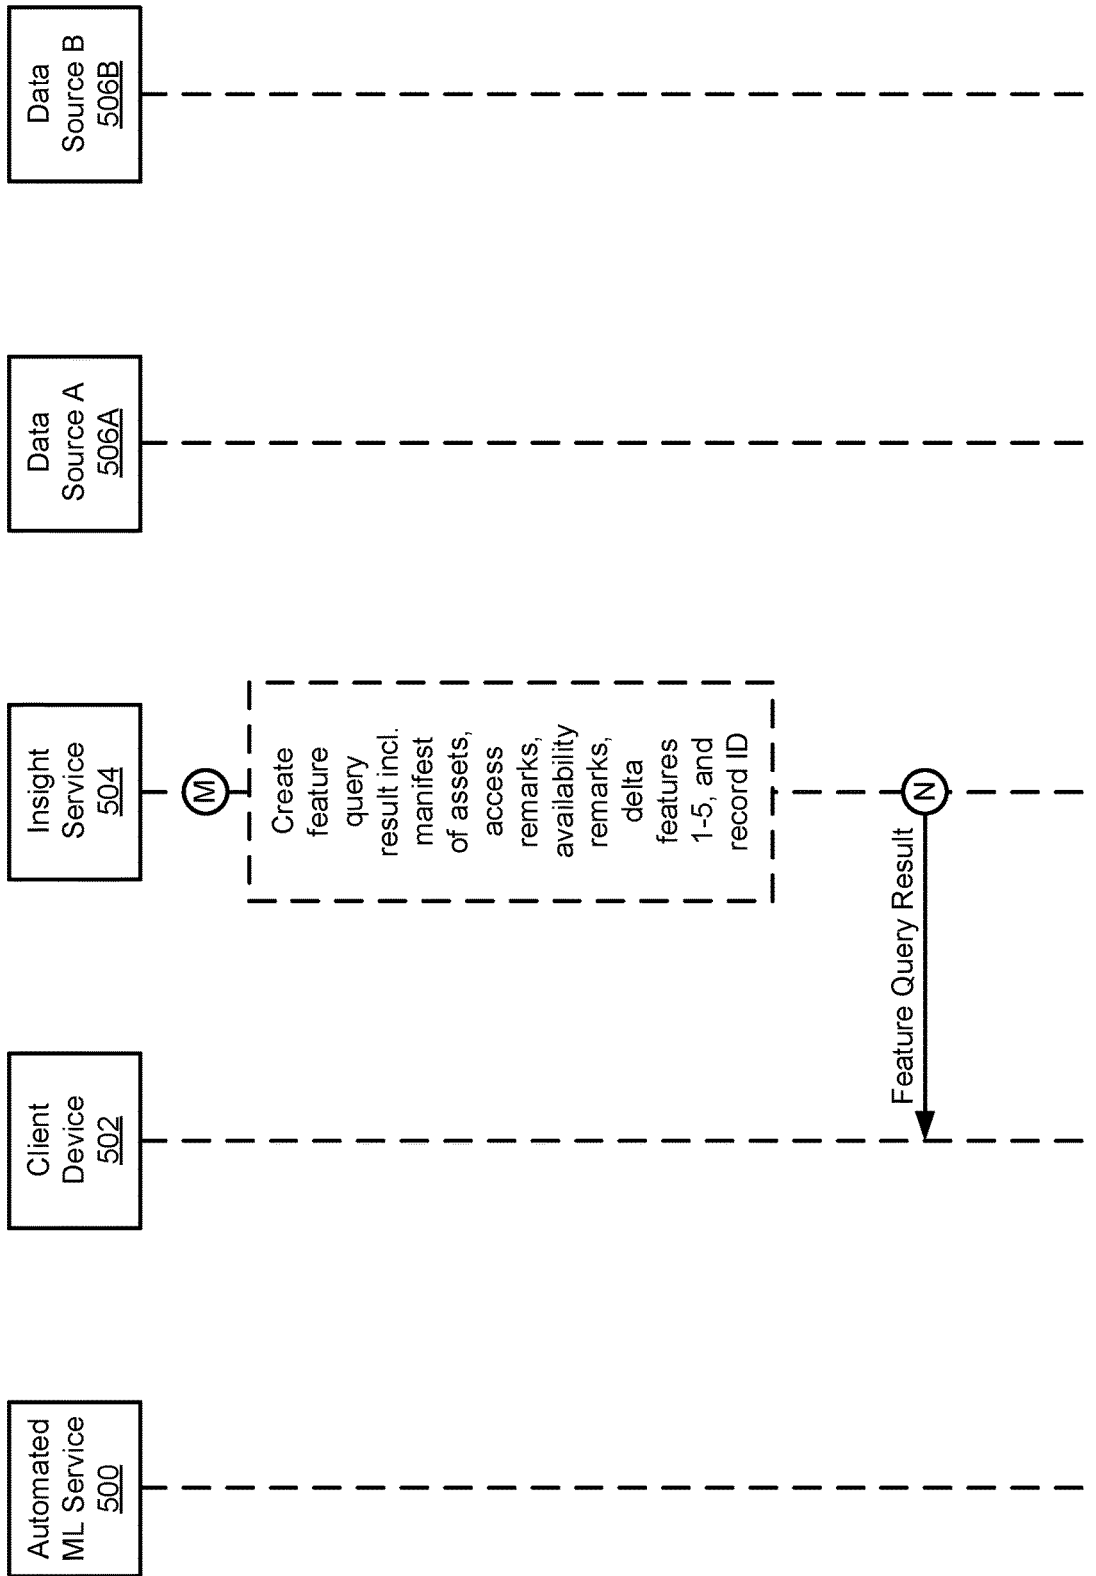 Automated
ML Service
500
Client
Device
502
Insight
Service
504
Data
Source A
506A
Data
Source B
506B
M
Create
feature
query
result incl.
manifest
of assets,
access
remarks,
availability
remarks,
delta
features
1-5, and
record ID
Feature Query Result
N